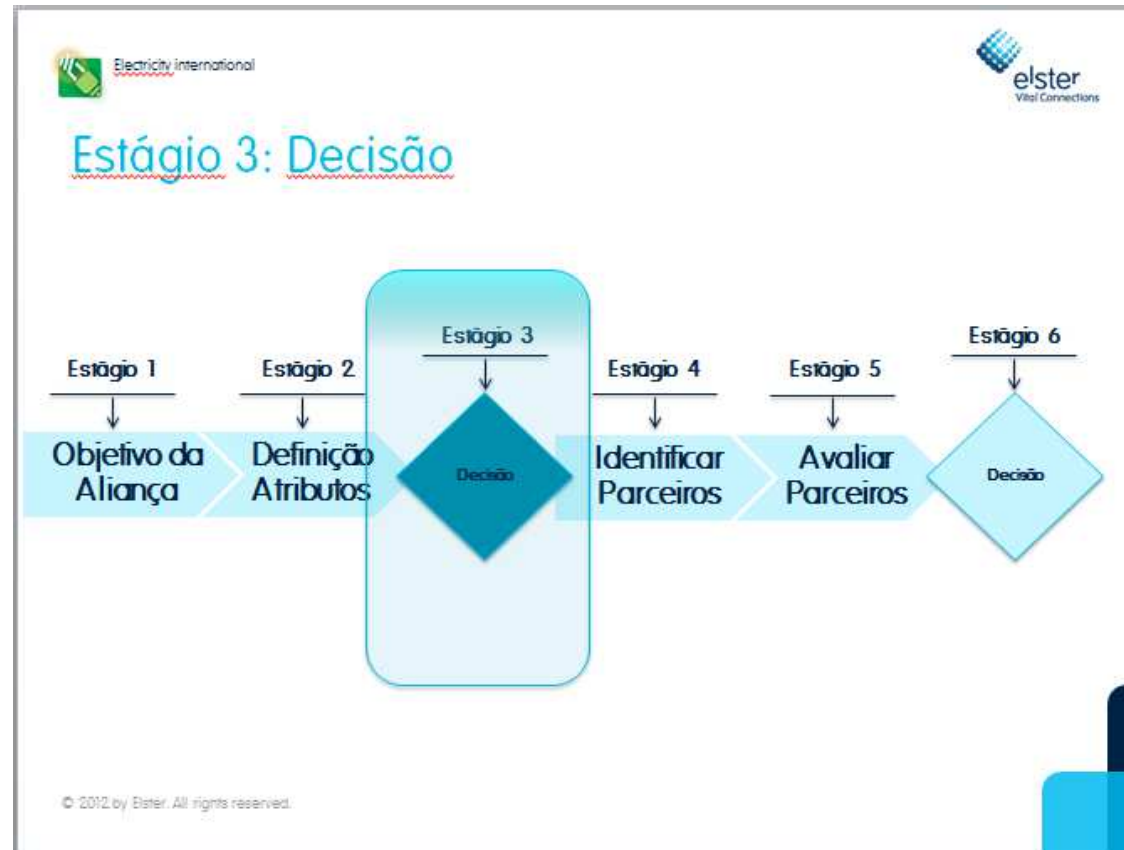 Electricity international
elster
Vital Connections
Estágio 3: Decisão
Estágio 1
Estágio 2
Estágio 3
Estágio 4
Estágio 5
Estágio 6
Objetivo da
Aliança
Definição
Atributos
Decisão
Identificar
Parceiros
Avaliar
Parceiros
Decisão
© 2012 by Elster. All rights reserved.